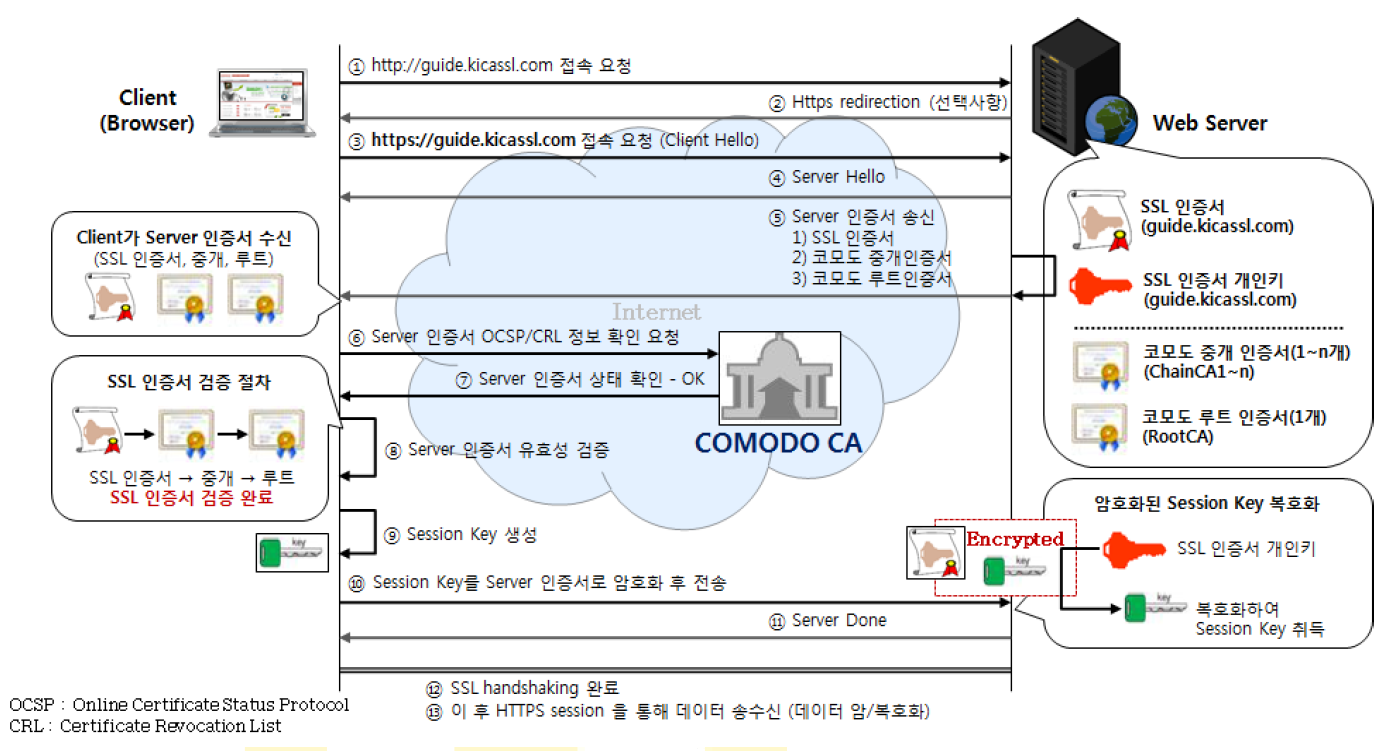 ① http://guide.kicassl.com 접속 요청
Client
(Browser)
② Https redirection (선택사항)
Web Server
③ https://guide.kicassl.com 접속 요청 (Client Hello)
④ Server Hello
⑤ Server 인증서 송신
1) SSL 인증서
2) 코모도 중개인증서
3) 코모도 루트인증서
SSL 인증서
(guide.kicassl.com)
SSL 인증서 개인키
(guide.kicassl.com)
코모도 중개 인증서(1~n개)
(ChainCA1~n)
코모도 루트 인증서(1개)
(RootCA)
Client가 Server 인증서 수신
(SSL 인증서, 중개, 루트)
Internet
⑥ Server 인증서 OCSP/CRL 정보 확인 요청
⑦ Server 인증서 상태 확인 - OK
COMODO CA
SSL 인증서 검증 절차
SSL 인증서 → 중개 → 루트
SSL 인증서 검증 완료
⑧ Server 인증서 유효성 검증
⑨ Session Key 생성
key
⑩ Session Key를 Server 인증서로 암호화 후 전송
Encrypted
key
암호화된 Session Key 복호화
SSL 인증서 개인키
key
복호화하여
Session Key 취득
⑪ Server Done
⑫ SSL handshaking 완료
⑬ 이 후 HTTPS session 을 통해 데이터 송수신 (데이터 암/복호화)
OCSP : Online Certificate Status Protocol
CRL : Certificate Revocation List